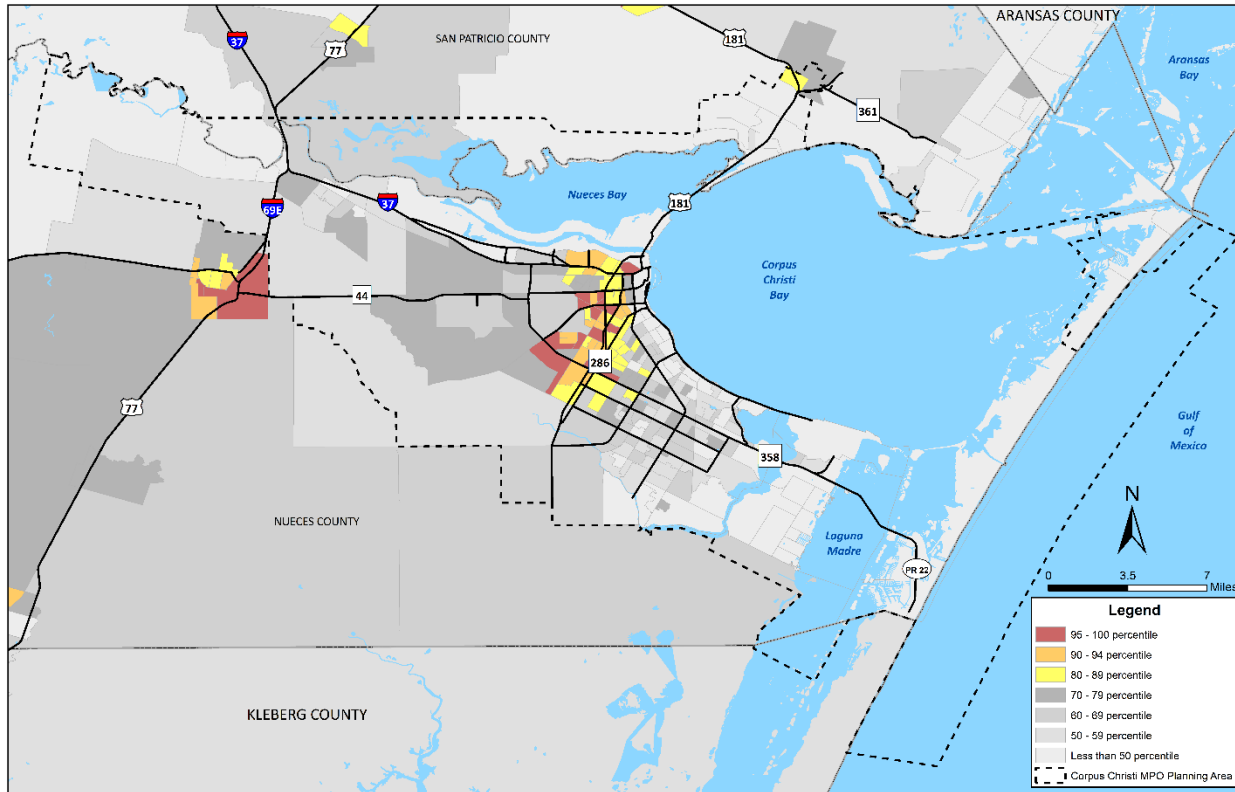 ARANSAS COUNTY
37
77
SAN PATRICIO COUNTY
181
Aransas
Bay
361
Nueces Bay
37
181
69E
Corpus
Christi
Bay
44
286
77
Gulf
of
Mexico
358
NUECES COUNTY
Laguna
Madre
PR 22
N
0 3.5 7
Miles
KLEBERG COUNTY
Legend
95 - 100 percentile
90 - 94 percentile
80 - 89 percentile
70 - 79 percentile
60 - 69 percentile
50 - 59 percentile
Less than 50 percentile
Corpus Christi MPO Planning Area